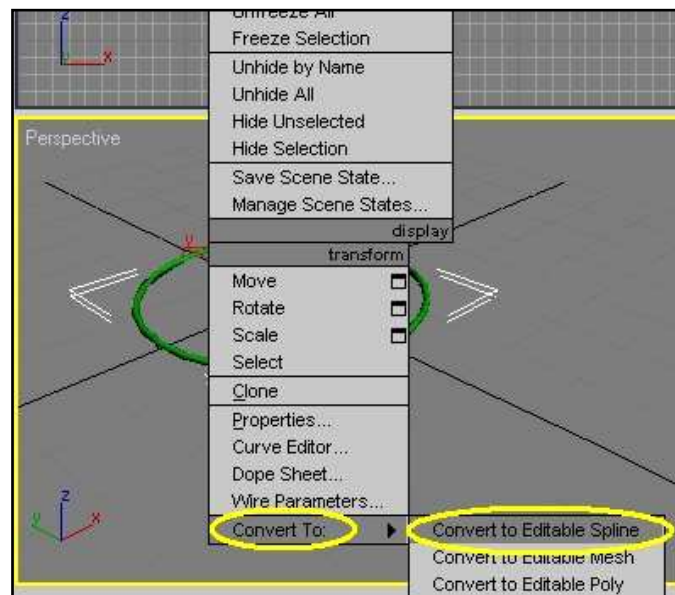 z
x
Unfreeze All
Freeze Selection
Unhide by Name
Unhide All
Hide Unselected
Hide Selection
Save Scene State...
Manage Scene States...
display
Perspective
transform
y
Move
Rotate
Scale
Select
Clone
Properties...
Curve Editor...
Dope Sheet...
Wire Parameters...
Convert To:
Convert to Editable Spline
Convert to Editable Mesh
Convert to Editable Poly
z
y
x